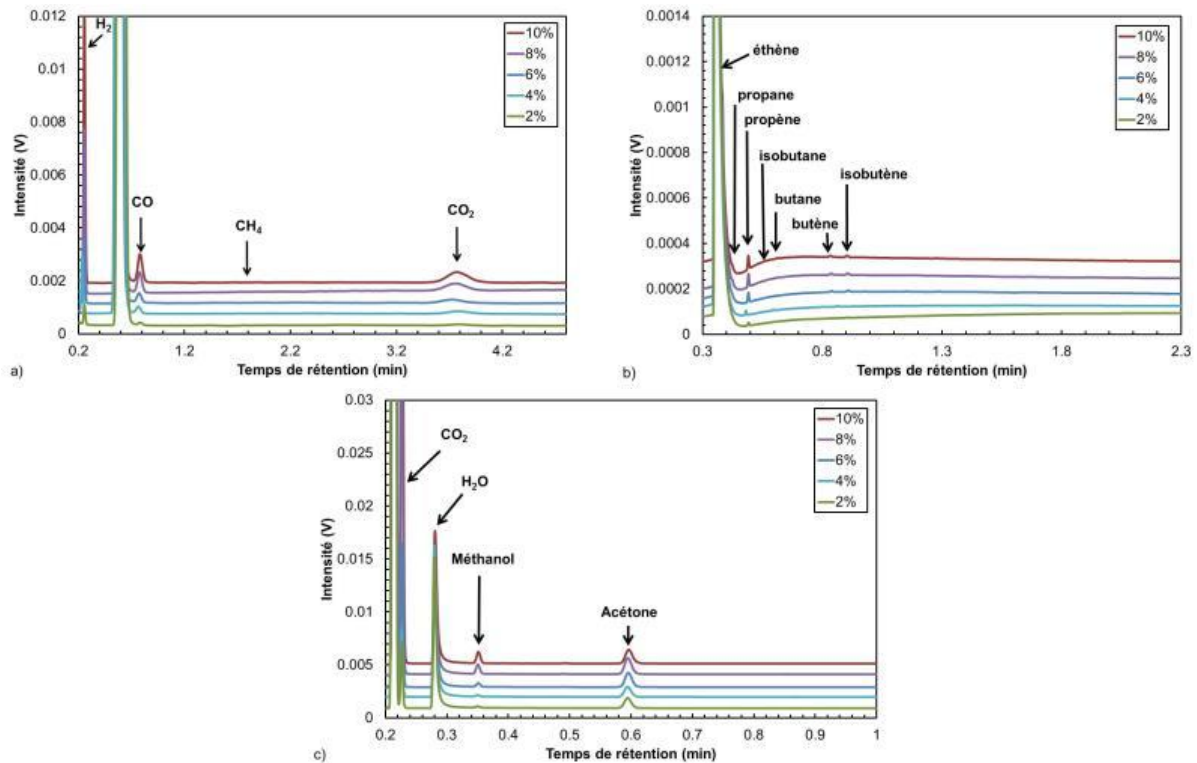 0.012
0.01
0.008
0.006
0.004
0.002
0
Intensité (V)
H₂
CO
CH₄
CO₂
10%
8%
6%
4%
2%
0.2 1.2 2.2 3.2 4.2
Temps de rétention (min)
a)
0.0014
0.0012
0.001
0.0008
0.0006
0.0004
0.0002
0
Intensité (V)
éthène
propane
propène
isobutane
butane
butène
isobutène
10%
8%
6%
4%
2%
0.3 0.8 1.3 1.8 2.3
Temps de rétention (min)
b)
0.03
0.025
0.02
0.015
0.01
0.005
0
Intensité (V)
CO₂
H₂O
Méthanol
Acétone
10%
8%
6%
4%
2%
0.2 0.3 0.4 0.5 0.6 0.7 0.8 0.9 1
Temps de rétention (min)
c)